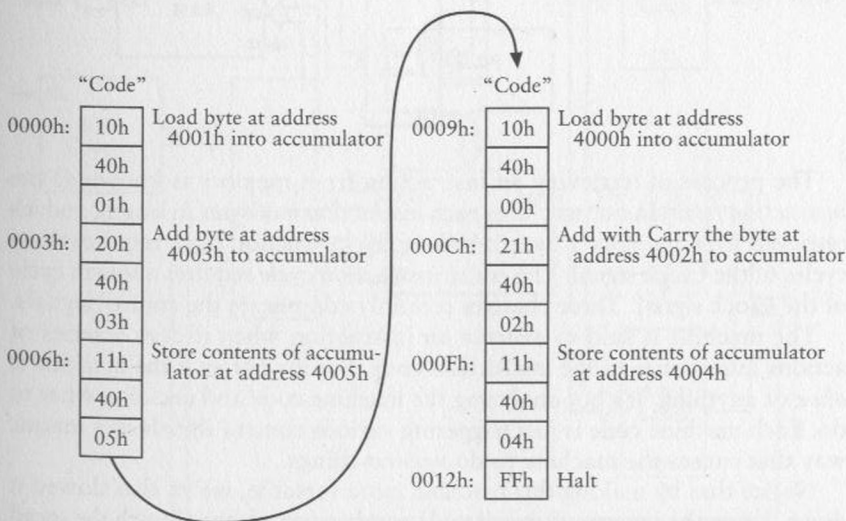 "Code"
0000h: 10h Load byte at address
4001h into accumulator
40h
01h
0003h: 20h Add byte at address
4003h to accumulator
40h
03h
0006h: 11h Store contents of accumu-
lator at address 4005h
40h
05h
"Code"
0009h: 10h Load byte at address
4000h into accumulator
40h
00h
000Ch: 21h Add with Carry the byte at
address 4002h to accumulator
40h
02h
000Fh: 11h Store contents of accumulator
at address 4004h
40h
04h
0012h: FFh Halt